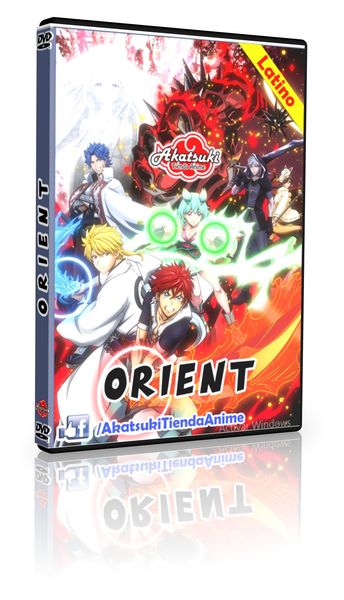 DVD
Latino
Akatsuki
Tienda Anime
ORIENT
ORIENT
f /AkatsukiTiendaAnime
Activar Windows
DVD